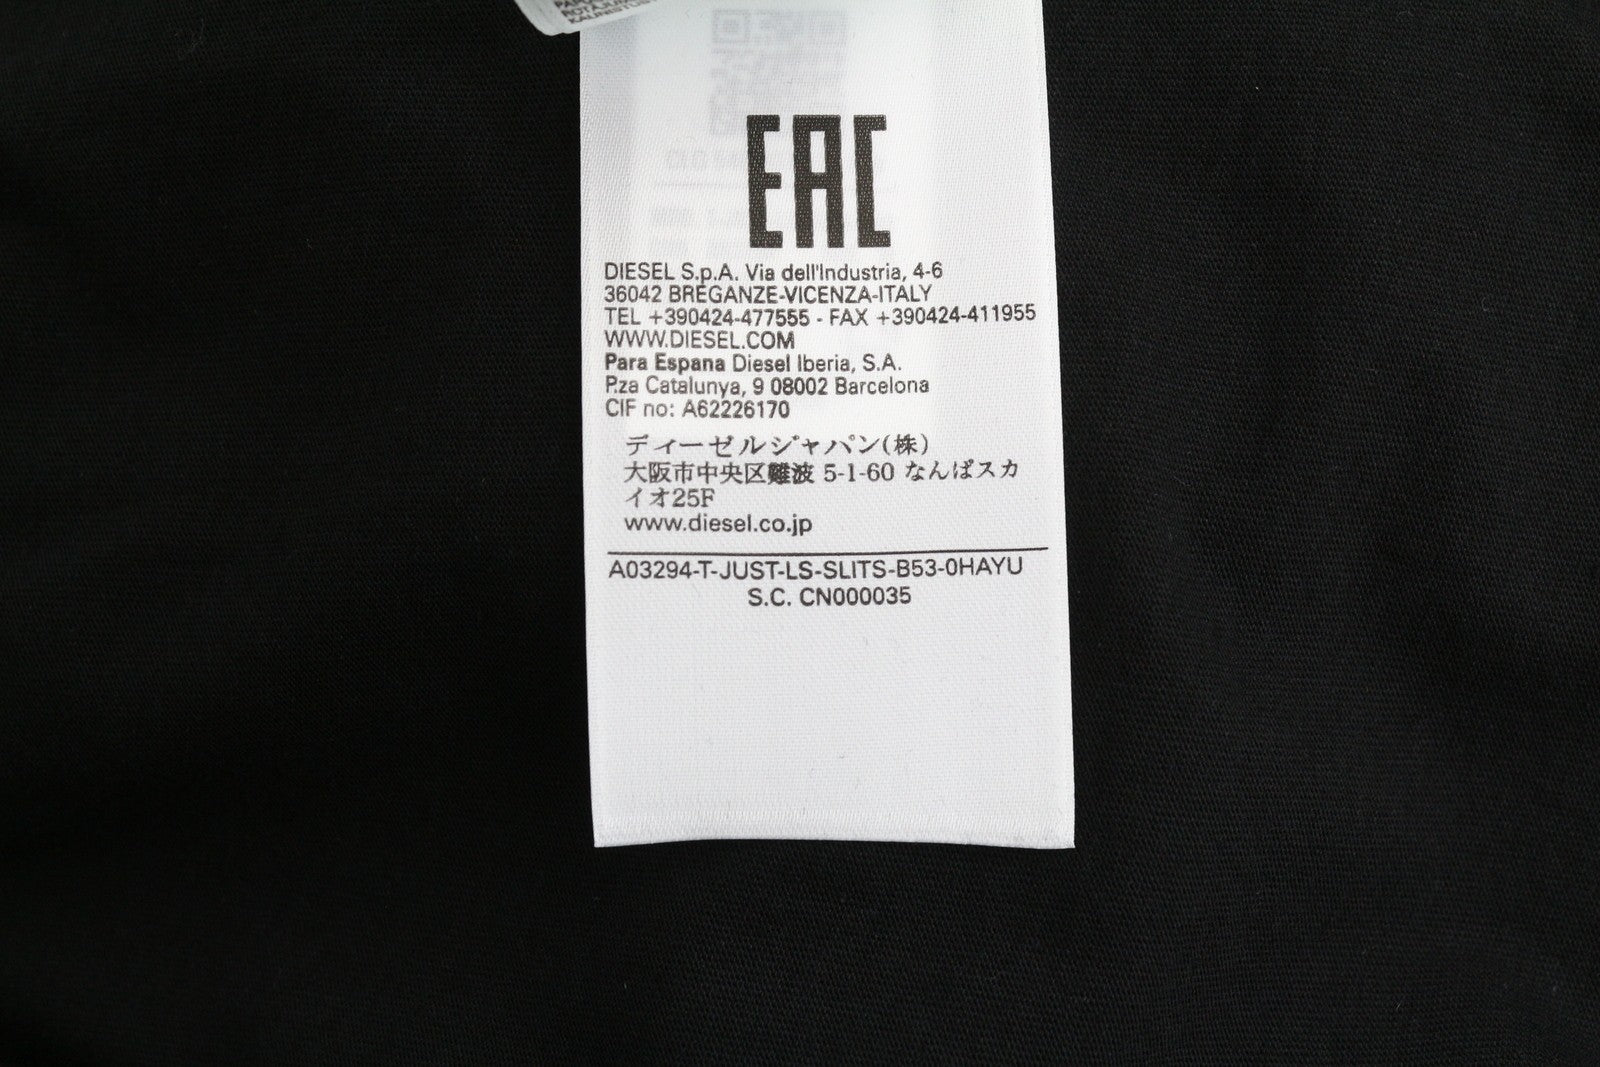 KAUNISTUS
EAC
DIESEL S.p.A. Via dell'Industria, 4-6
36042 BREGANZE-VICENZA-ITALY
TEL +390424-477555 - FAX +390424-411955
WWW.DIESEL.COM
Para Espana Diesel Iberia, S.A.
P.za Catalunya, 9 08002 Barcelona
CIF no: A62226170
ディーゼルジャパン(株)
大阪市中央区難波 5-1-60 なんばスカ
イオ25F
www.diesel.co.jp
A03294-T-JUST-LS-SLITS-B53-0HAYU
S.C. CN000035